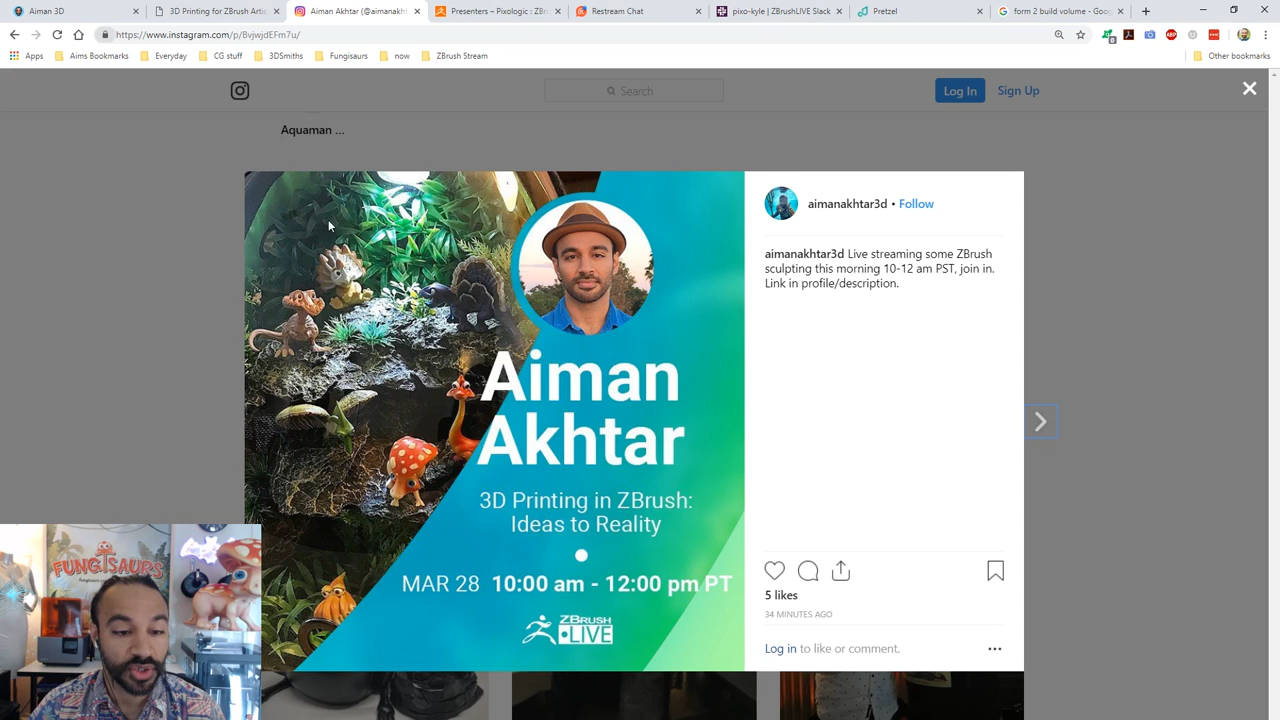 Aiman 3D
3D Printing for ZBrush Artis
Aiman Akhtar (@aimanakht
Presenters – Pixologic : ZB
Restream Chat
pixo-kyle | ZBrushLIVE Slack
Pretzel
form 2 build volume - Goo
https://www.instagram.com/p/BvjwjdEFm7u/
Apps
Aims Bookmarks
Everyday
CG stuff
3DSmiths
Fungisaurs
now
ZBrush Stream
Other bookmarks
Search
Log In
Sign Up
Aquaman ...
aimanakhtar3d • Follow
aimanakhtar3d Live streaming some ZBrush
sculpting this morning 10-12 am PST, join in.
Link in profile/description.
Aiman
Akhtar
3D Printing in ZBrush:
Ideas to Reality
MAR 28 10:00 am - 12:00 pm PT
ZBRUSH
LIVE
5 likes
34 MINUTES AGO
Log in to like or comment.
FUNGISAURS